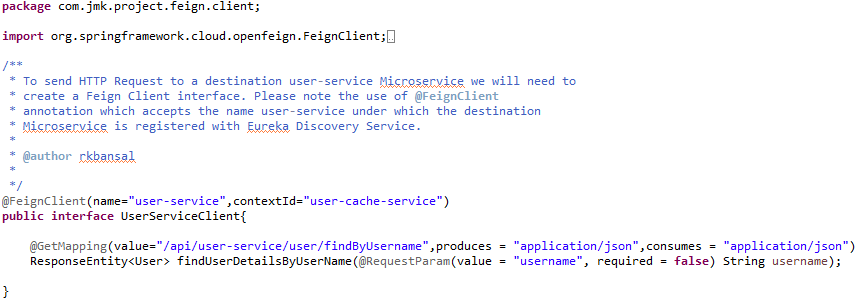 package com.jmk.project.feign.client;
import org.springframework.cloud.openfeign.FeignClient;
/**
 * To send HTTP Request to a destination user-service Microservice we will need to
 * create a Feign Client interface. Please note the use of @FeignClient
 * annotation which accepts the name user-service under which the destination
 * Microservice is registered with Eureka Discovery Service.
 *
 * @author rkbansal
 *
 */
@FeignClient(name="user-service",contextId="user-cache-service")
public interface UserServiceClient{
    @GetMapping(value="/api/user-service/user/findByUsername",produces = "application/json",consumes = "application/json")
    ResponseEntity<User> findUserDetailsByUserName(@RequestParam(value = "username", required = false) String username);
}